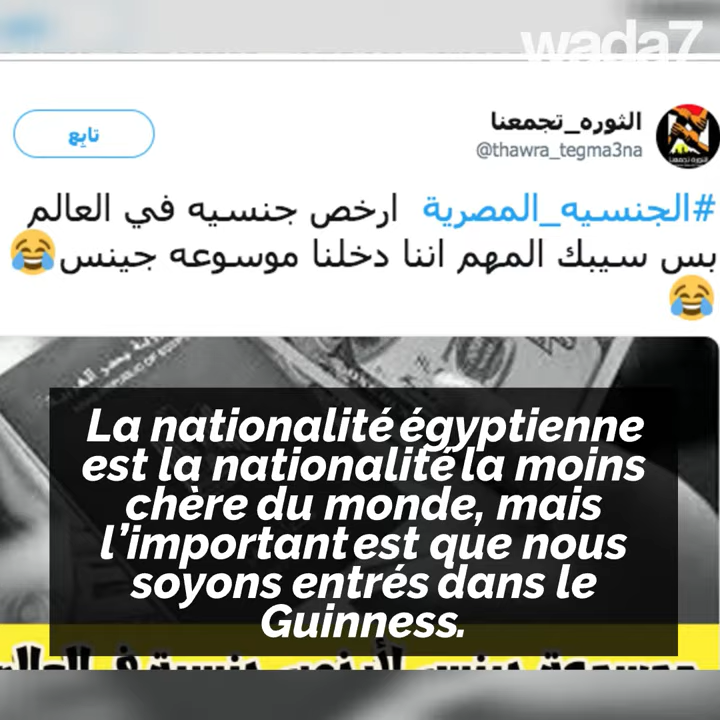 wada7
الثوره_تجمعنا
@thawra_tegma3na
تابِع
#الجنسيه_المصرية ارخص جنسيه في العالم
بس سيبك المهم اننا دخلنا موسوعه جينس😂
😂
La nationalité égyptienne
est la nationalité la moins
chère du monde, mais
l’important est que nous
soyons entrés dans le
Guinness.